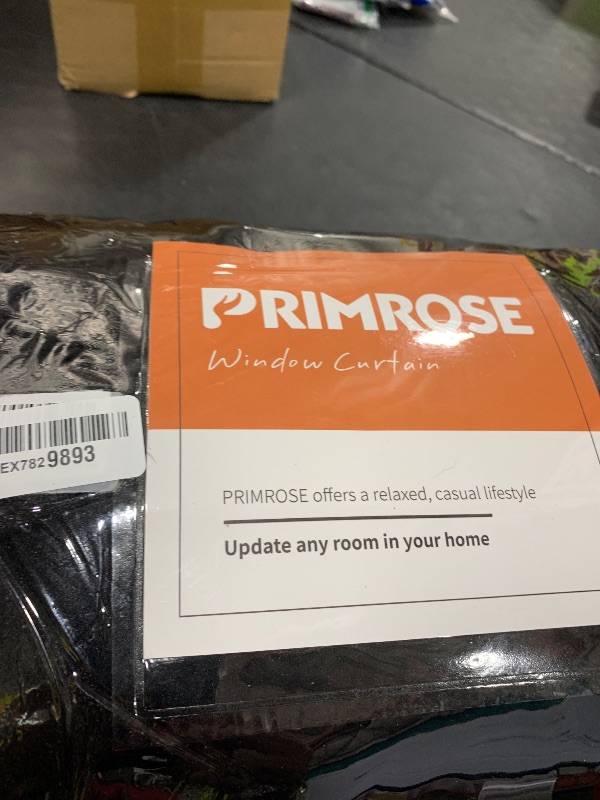 PRIMROSE
Window Curtain
EX7829893
PRIMROSE offers a relaxed, casual lifestyle
Update any room in your home